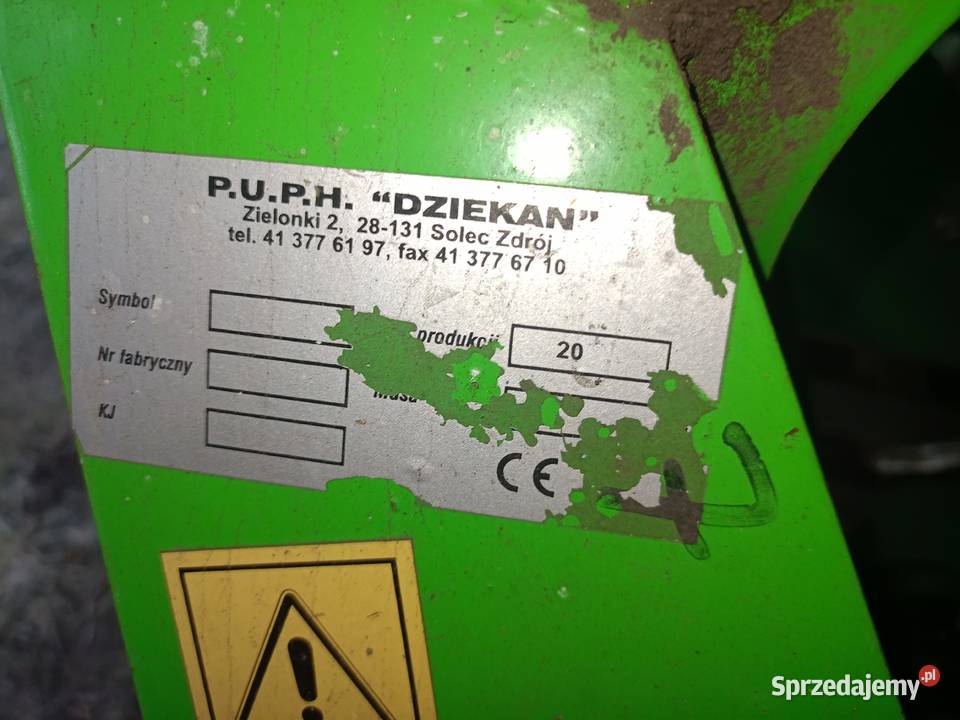 P.U.P.H. “DZIEKAN”
Zielonki 2, 28-131 Solec Zdrój
tel. 41 377 61 97, fax 41 377 67 10
Symbol
produkcji 20
Nr fabryczny
Masa
KJ
CE
Sprzedajemy.pl